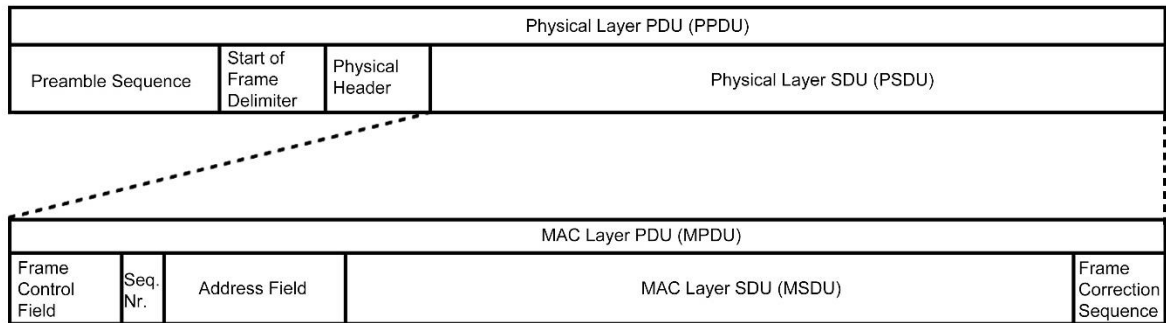 Physical Layer PDU (PPDU)
Preamble Sequence
Start of
Frame
Delimiter
Physical
Header
Physical Layer SDU (PSDU)
MAC Layer PDU (MPDU)
Frame
Control
Field
Seq.
Nr.
Address Field
MAC Layer SDU (MSDU)
Frame
Correction
Sequence